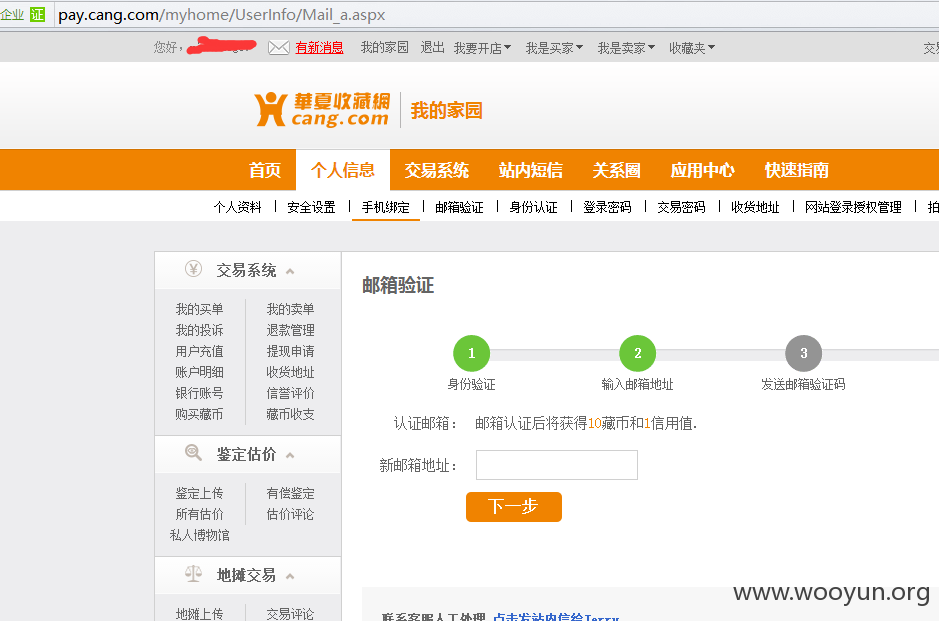 企业 证 pay.cang.com/myhome/UserInfo/Mail_a.aspx
您好， 有新消息 我的家园 退出 我要开店 我是买家 我是卖家 收藏夹 交易
華夏收藏網 我的家园
cang.com
首页 个人信息 交易系统 站内短信 关系圈 应用中心 快速指南
个人资料 安全设置 手机绑定 邮箱验证 身份认证 登录密码 交易密码 收货地址 网站登录授权管理 拍
交易系统
我的买单 我的卖单
我的投诉 退款管理
用户充值 提现申请
账户明细 收货地址
银行账号 信誉评价
购买藏币 藏币收支
鉴定估价
鉴定上传 有偿鉴定
所有估价 估价评论
私人博物馆
地摊交易
地摊上传 交易评论
邮箱验证
1 2 3
身份验证 输入邮箱地址 发送邮箱验证码
认证邮箱： 邮箱认证后将获得10藏币和1信用值.
新邮箱地址：
下一步
www.wooyun.org
联系客服人工处理 点击发站内信给Terry